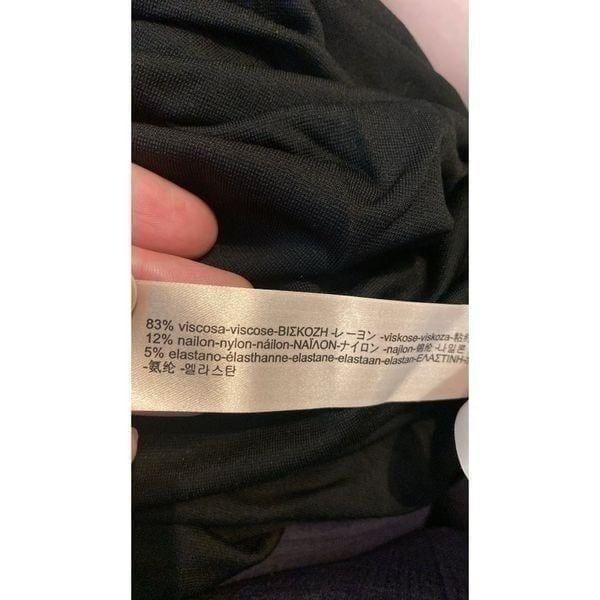 83% viscosa-viscose-ΒΙΣΚΟΖΗ -レーヨン -viskose-viskoza-粘
12% nailon-nylon-náilon-ΝΑΪΛΟΝ-ナイロン -najlon-锦纶-나일론
5% elastano-élasthanne-elastane-elastaan-elastan-ΕΛΑΣΤΙΝΗ-
-氨纶 -엘라스탄